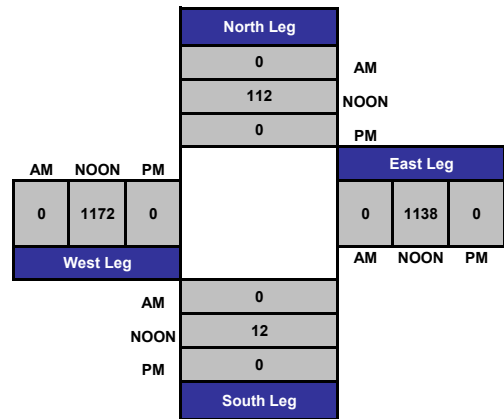 North Leg
0 AM
112 NOON
0 PM
AM NOON PM East Leg
0 1172 0 0 1138 0
West Leg AM NOON PM
AM 0
NOON 12
PM 0
South Leg